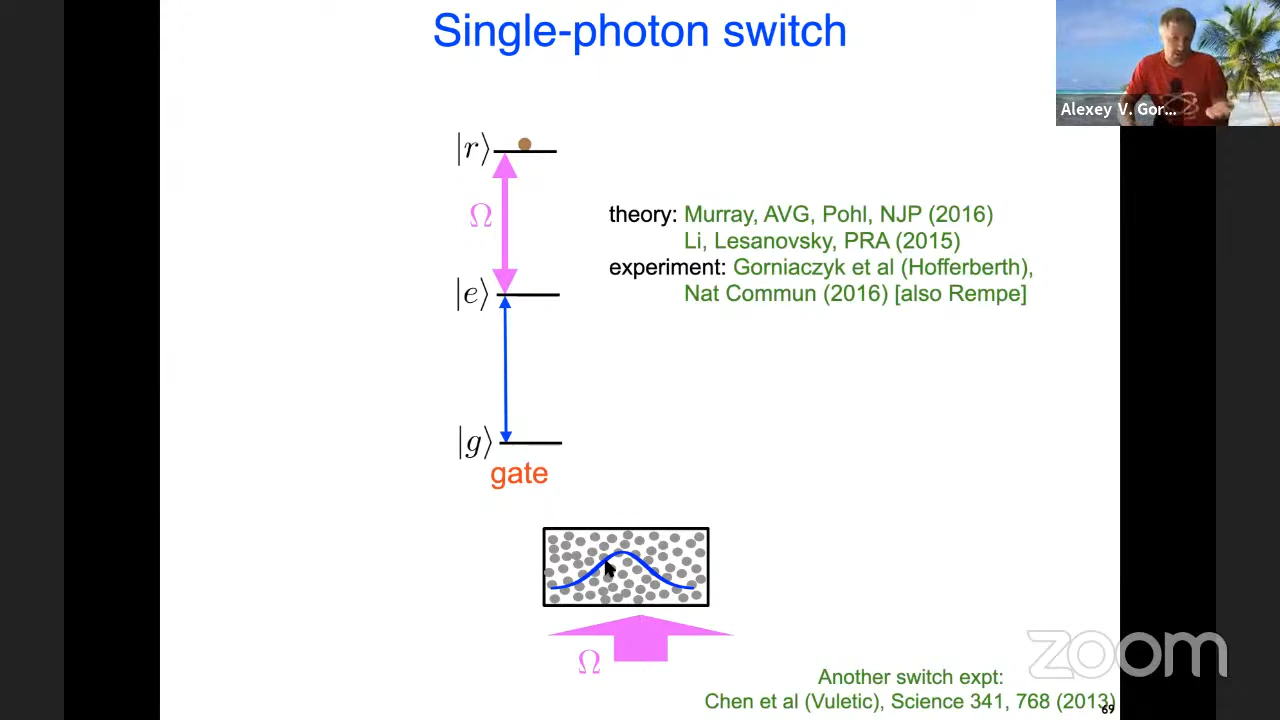 Single-photon switch
Alexey V. Gor...
|r⟩
Ω
theory: Murray, AVG, Pohl, NJP (2016)
Li, Lesanovsky, PRA (2015)
experiment: Gorniaczyk et al (Hofferberth),
|e⟩
Nat Commun (2016) [also Rempe]
|g⟩
gate
Ω
zoom
Another switch expt:
Chen et al (Vuletic), Science 341, 768 (2013)
69